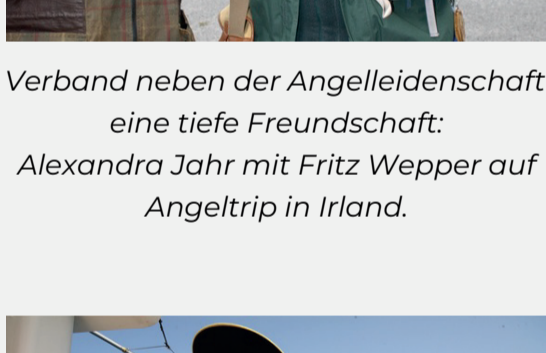 Verband neben der Angelleidenschaft
eine tiefe Freundschaft:
Alexandra Jahr mit Fritz Wepper auf
Angeltrip in Irland.